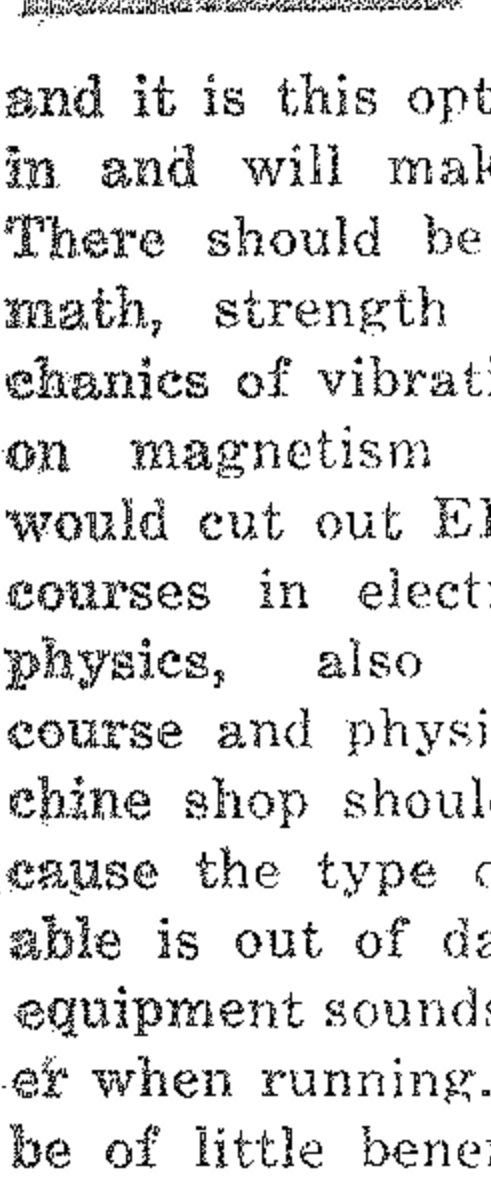 and it is this opt
in and will mak
There should be
math, strength
chanics of vibrati
on magnetism
would cut out El
courses in elect
physics, also
course and physi
chine shop shoul
cause the type
able is out of da
equipment sounds
er when running.
be of little bene